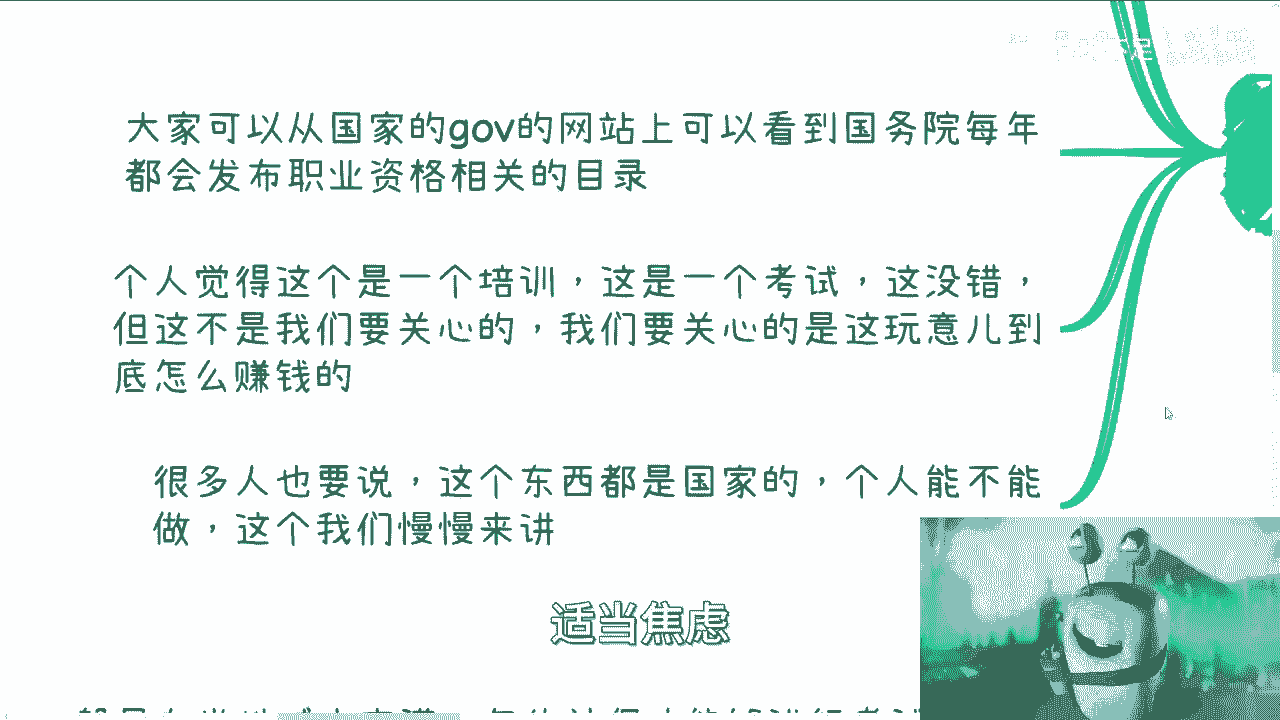 大家可以从国家的gov的网站上可以看到国务院每年
都会发布职业资格相关的目录
个人觉得这个是一个培训，这是一个考试，这没错，
但这不是我们要关心的，我们要关心的是这玩意儿到
底怎么赚钱的
很多人也要说，这个东西都是国家的，个人能不能
做，这个我们慢慢来讲
适当焦虑